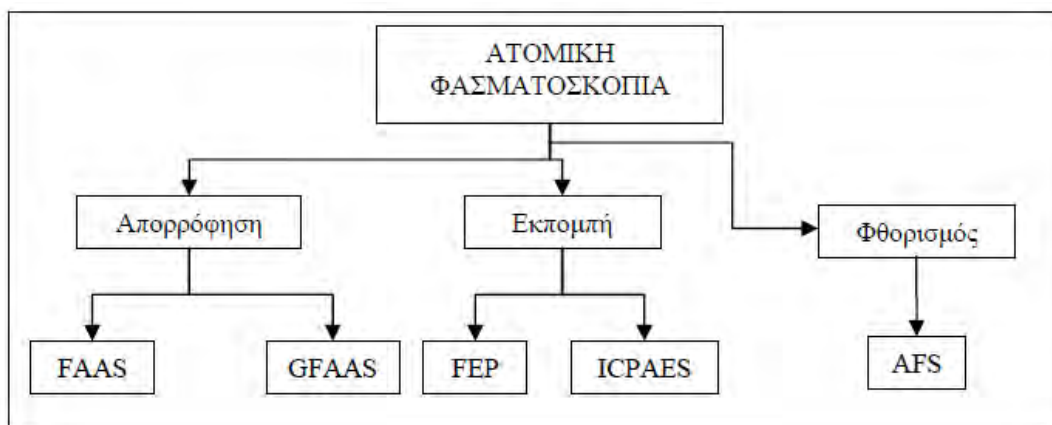 ΑΤΟΜΙΚΗ
ΦΑΣΜΑΤΟΣΚΟΠΙΑ
Απορρόφηση
Εκπομπή
Φθορισμός
FAAS
GFAAS
FEP
ICPAES
AFS